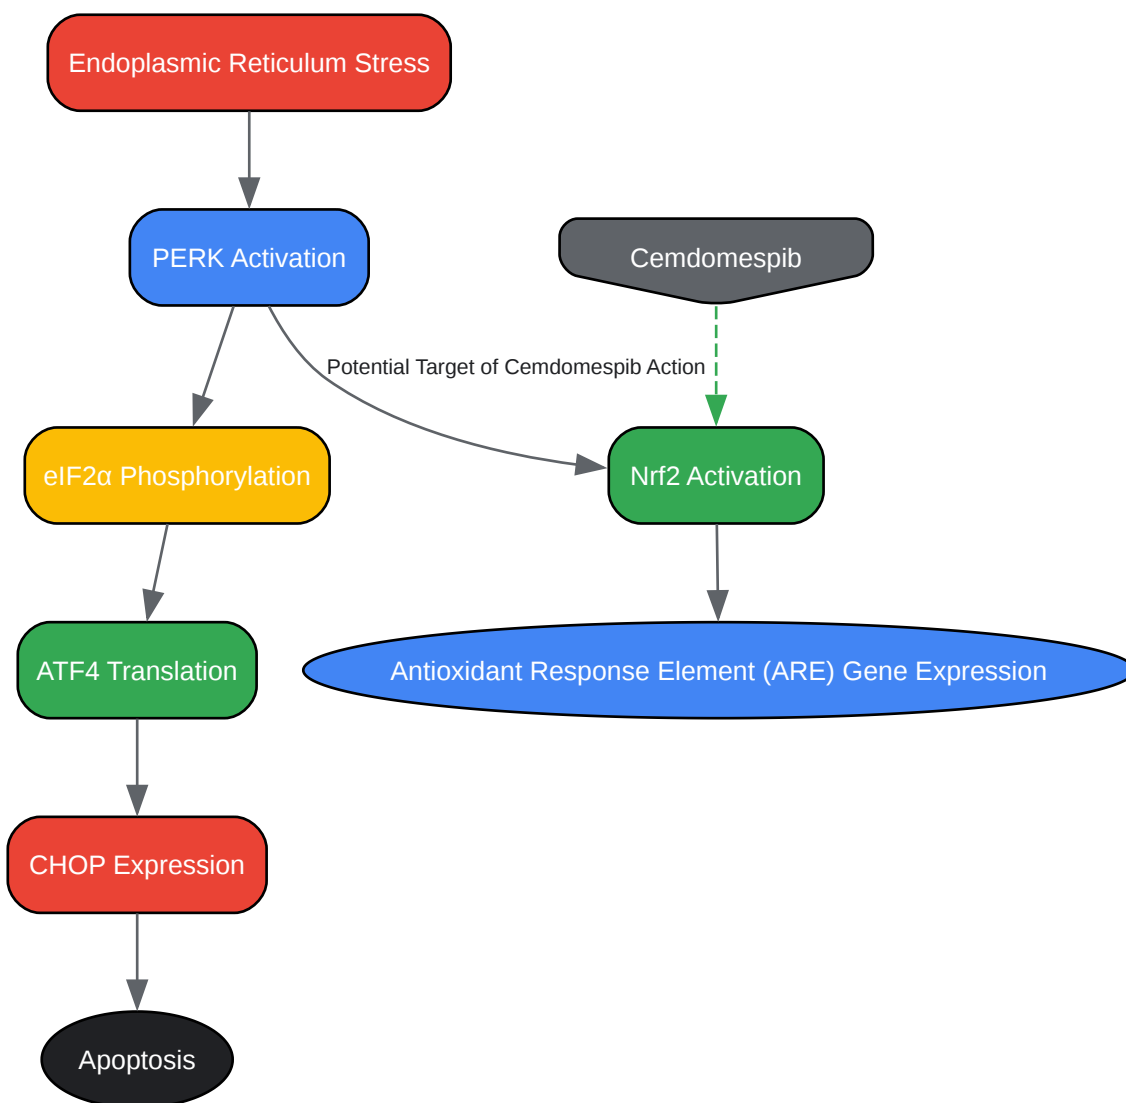 Endoplasmic Reticulum Stress
PERK Activation
Cemdomespib
Potential Target of Cemdomespib Action
eIF2α Phosphorylation
Nrf2 Activation
ATF4 Translation
Antioxidant Response Element (ARE) Gene Expression
CHOP Expression
Apoptosis